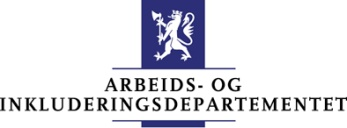 ARBEIDS- OG
INKLUDERINGSDEPARTEMENTET